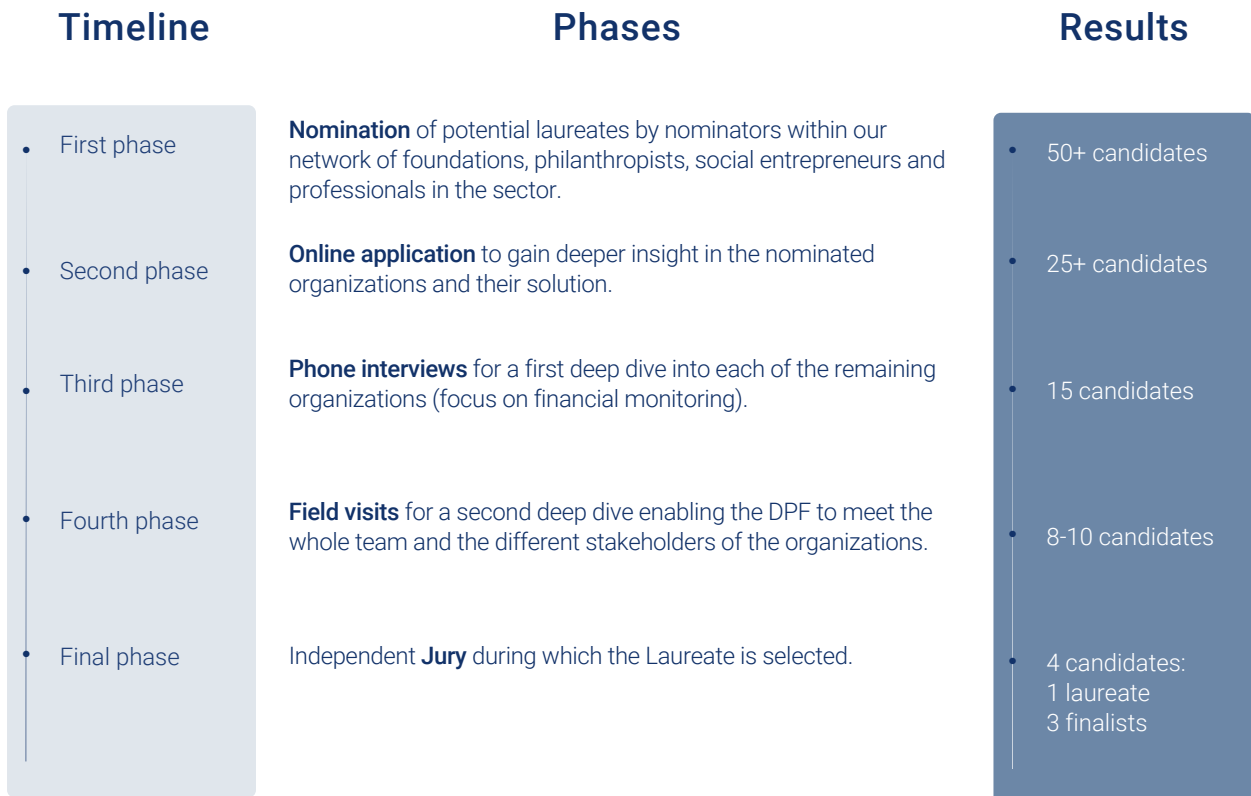 Timeline
Phases
Results
First phase
Nomination of potential laureates by nominators within our
network of foundations, philanthropists, social entrepreneurs and
professionals in the sector.
50+ candidates
Second phase
Online application to gain deeper insight in the nominated
organizations and their solution.
25+ candidates
Third phase
Phone interviews for a first deep dive into each of the remaining
organizations (focus on financial monitoring).
15 candidates
Fourth phase
Field visits for a second deep dive enabling the DPF to meet the
whole team and the different stakeholders of the organizations.
8-10 candidates
Final phase
Independent Jury during which the Laureate is selected.
4 candidates:
1 laureate
3 finalists